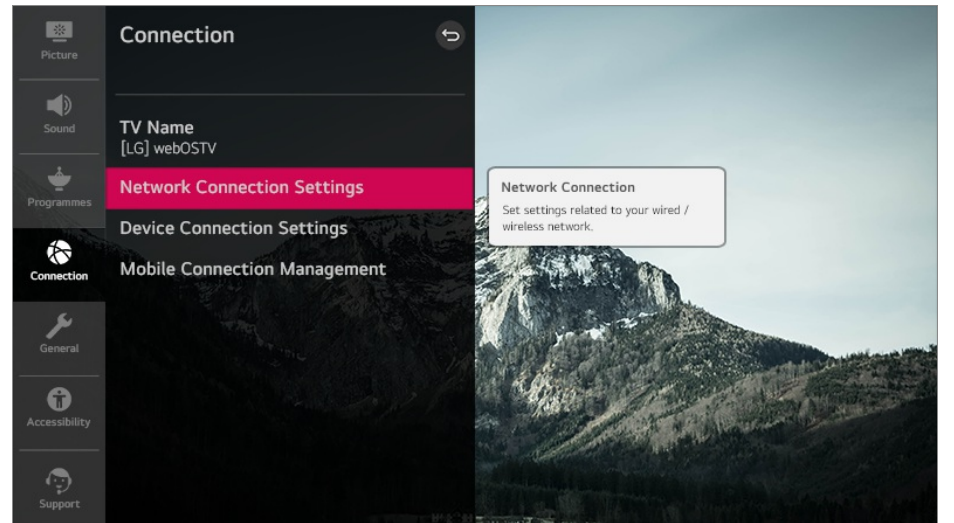 Picture
Sound
Programmes
Connection
General
Accessibility
Support
Connection
TV Name
[LG] webOSTV
Network Connection Settings
Device Connection Settings
Mobile Connection Management
Network Connection
Set settings related to your wired /
wireless network.